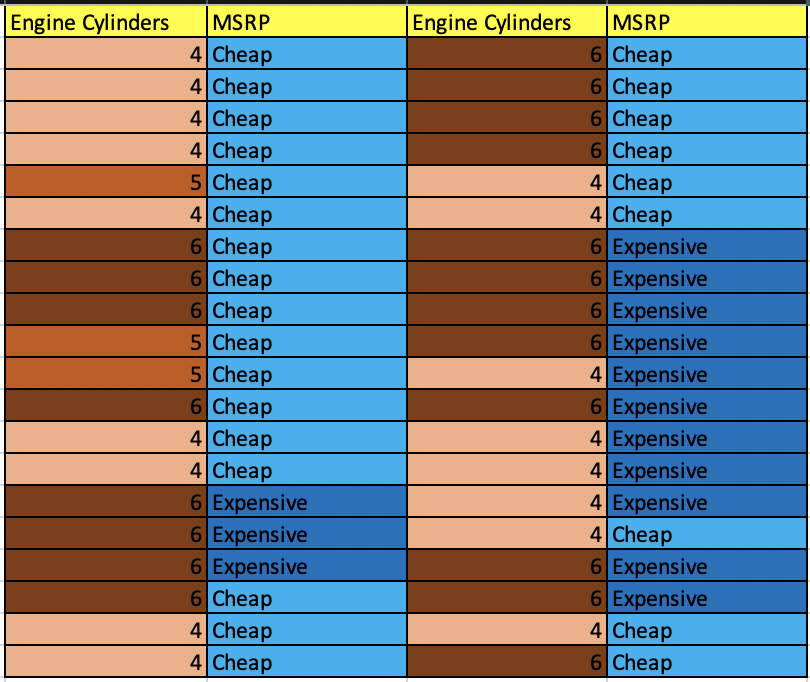 Engine Cylinders MSRP Engine Cylinders MSRP
4 Cheap 6 Cheap
4 Cheap 6 Cheap
4 Cheap 6 Cheap
4 Cheap 6 Cheap
5 Cheap 4 Cheap
4 Cheap 4 Cheap
6 Cheap 6 Expensive
6 Cheap 6 Expensive
6 Cheap 6 Expensive
5 Cheap 6 Expensive
5 Cheap 4 Expensive
6 Cheap 6 Expensive
4 Cheap 4 Expensive
4 Cheap 4 Expensive
6 Expensive 4 Expensive
6 Expensive 4 Cheap
6 Expensive 6 Expensive
6 Cheap 6 Expensive
4 Cheap 4 Cheap
4 Cheap 6 Cheap